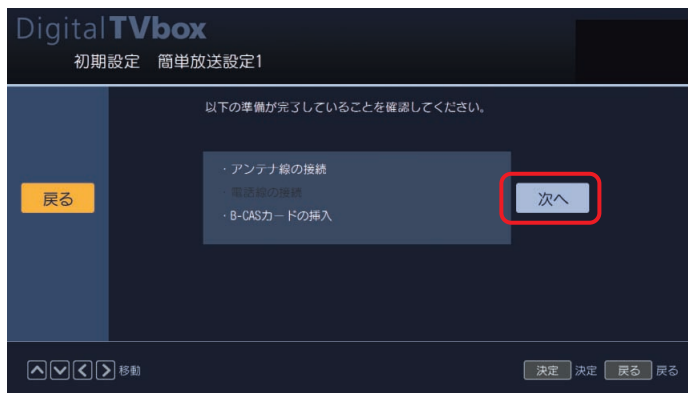 Digital TVbox
初期設定 簡単放送設定1
以下の準備が完了していることを確認してください。
・アンテナ線の接続
電話線の接続
・B-CASカードの挿入
戻る
次へ
移動
決定 決定 戻る 戻る